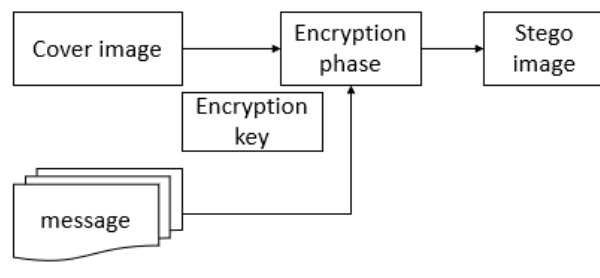 Cover image
Encryption
phase
Stego
image
Encryption
key
message